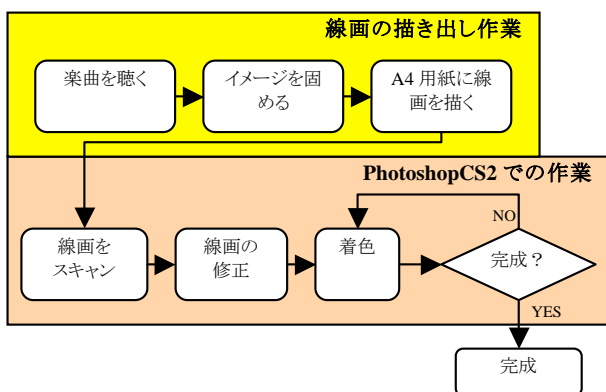 線画の描き出し作業
楽曲を聴く
イメージを固
める
A4 用紙に線
画を描く
PhotoshopCS2 での作業
線画を
スキャン
線画の
修正
着色
NO
完成？
YES
完成